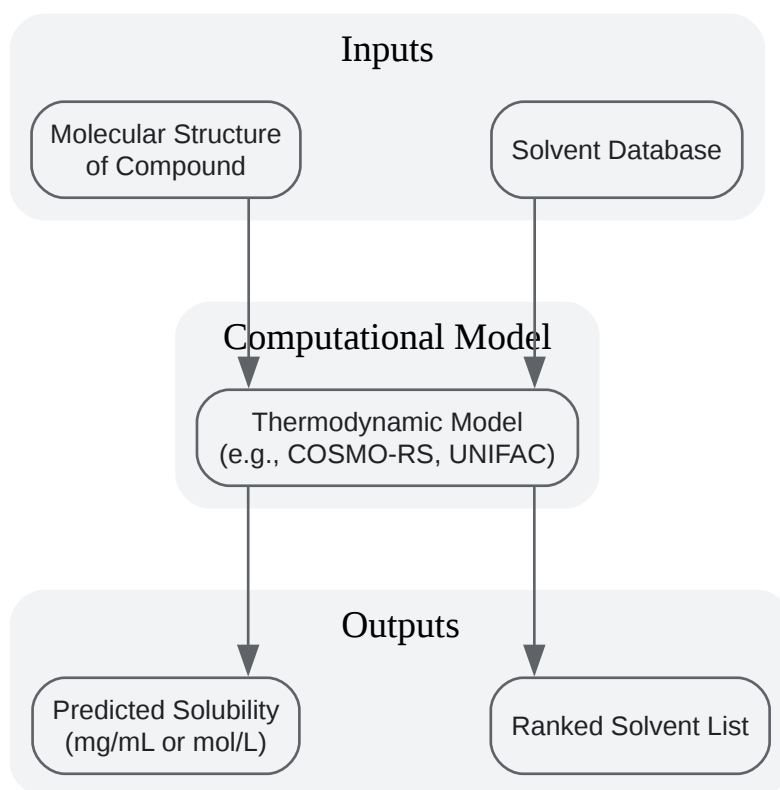 Inputs
Molecular Structure
of Compound
Solvent Database
Computational Model
Thermodynamic Model
(e.g., COSMO-RS, UNIFAC)
Outputs
Predicted Solubility
(mg/mL or mol/L)
Ranked Solvent List